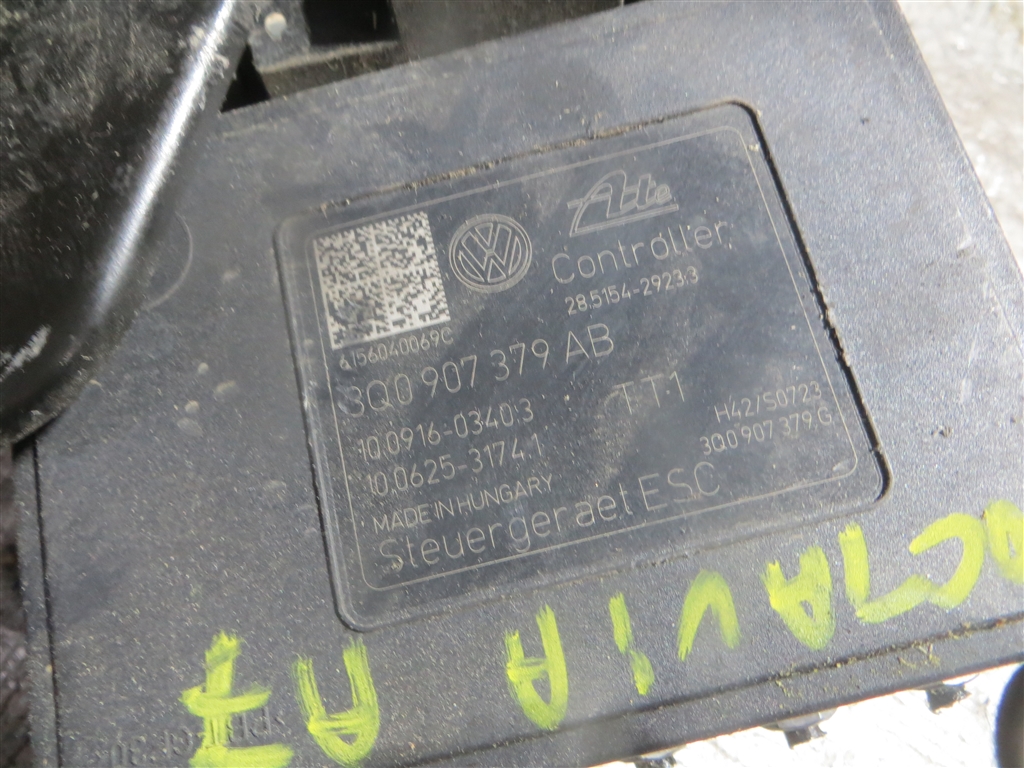 Ate
Controller
28.5154-2923.3
6156040069C
3Q0 907 379 AB
10.0916-0340.3
TT1
10.0625-3174.1
H42/S0723
3Q0 907 379 G
MADE IN HUNGARY
Steuergeraet ESC
OCTAViA A7